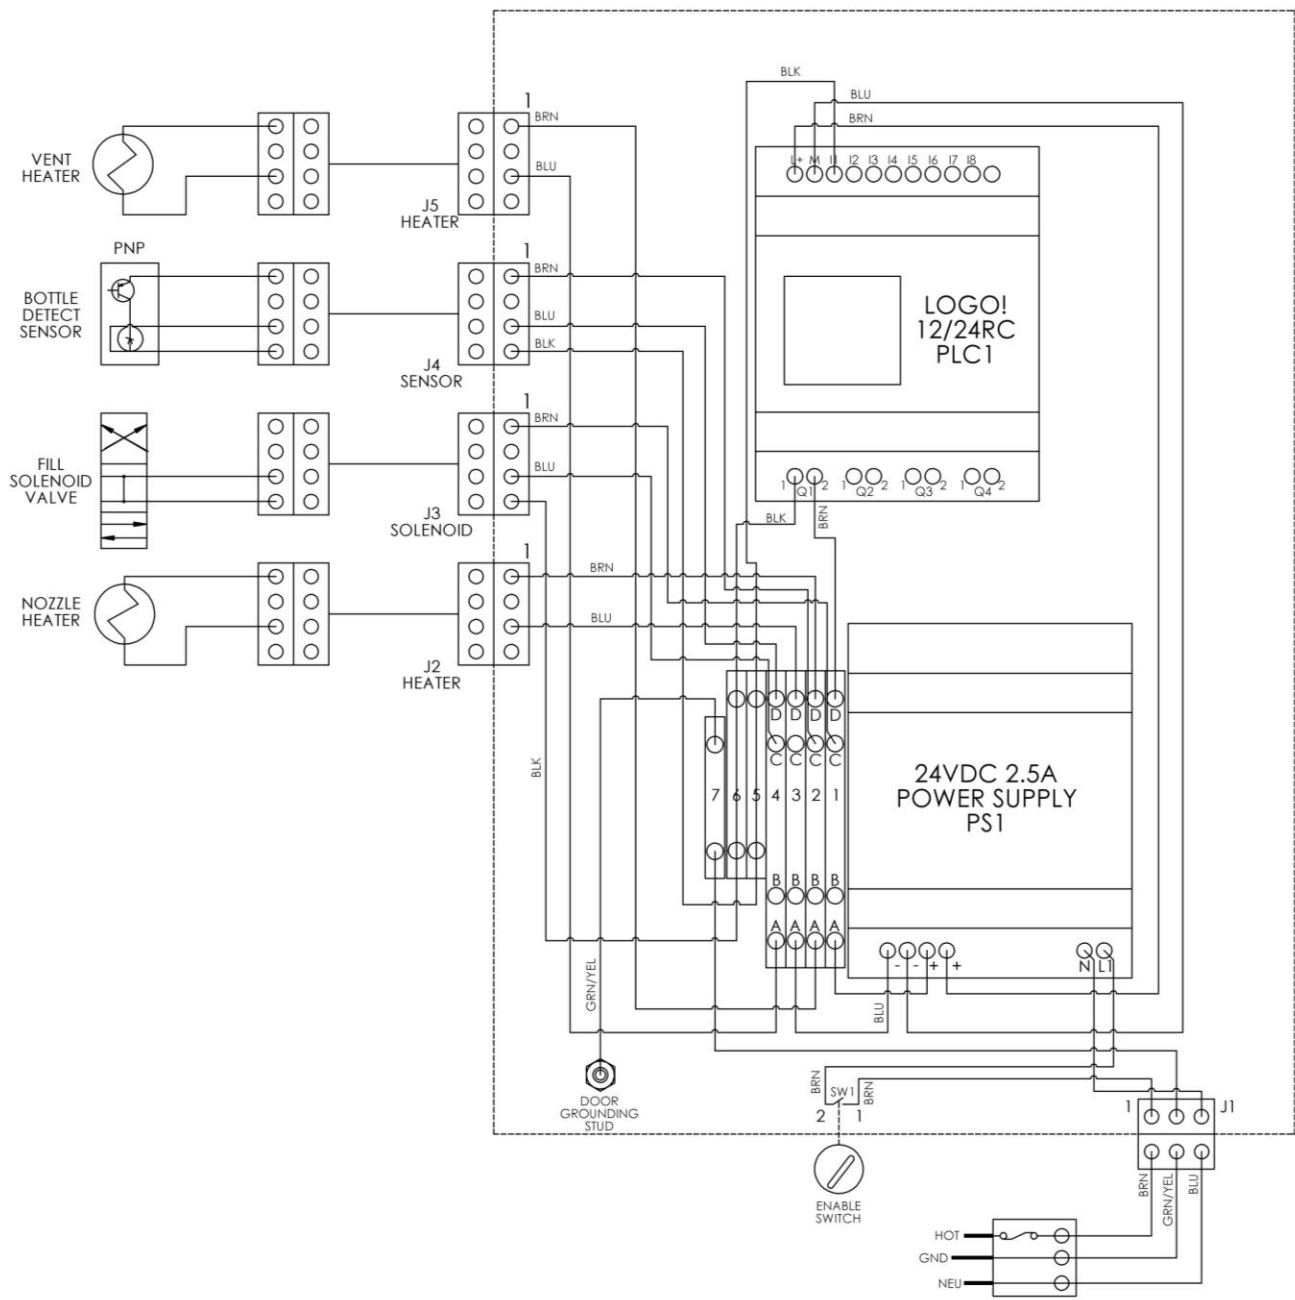 BLK
BLU
BRN
1
BRN
BLU
VENT
HEATER
J5
HEATER
L+ M I1 I2 I3 I4 I5 I6 I7 I8
PNP
1
BRN
BLU
BLK
BOTTLE
DETECT
SENSOR
J4
SENSOR
LOGO!
12/24RC
PLC1
1
BRN
BLU
FILL
SOLENOID
VALVE
J3
SOLENOID
1 Q1 2 1 Q2 2 1 Q3 2 1 Q4 2
BLK
BRN
1
BRN
BLU
NOZZLE
HEATER
J2
HEATER
D D D D
C C C C
7 6 5 4 3 2 1
B B B B
A A A A
24VDC 2.5A
POWER SUPPLY
PS1
- - + +
N L1
BLK
GRN/YEL
BLU
DOOR
GROUNDING
STUD
BRN
SW1
BRN
2 1
1
J1
ENABLE
SWITCH
BRN
GRN/YEL
BLU
HOT
GND
NEU